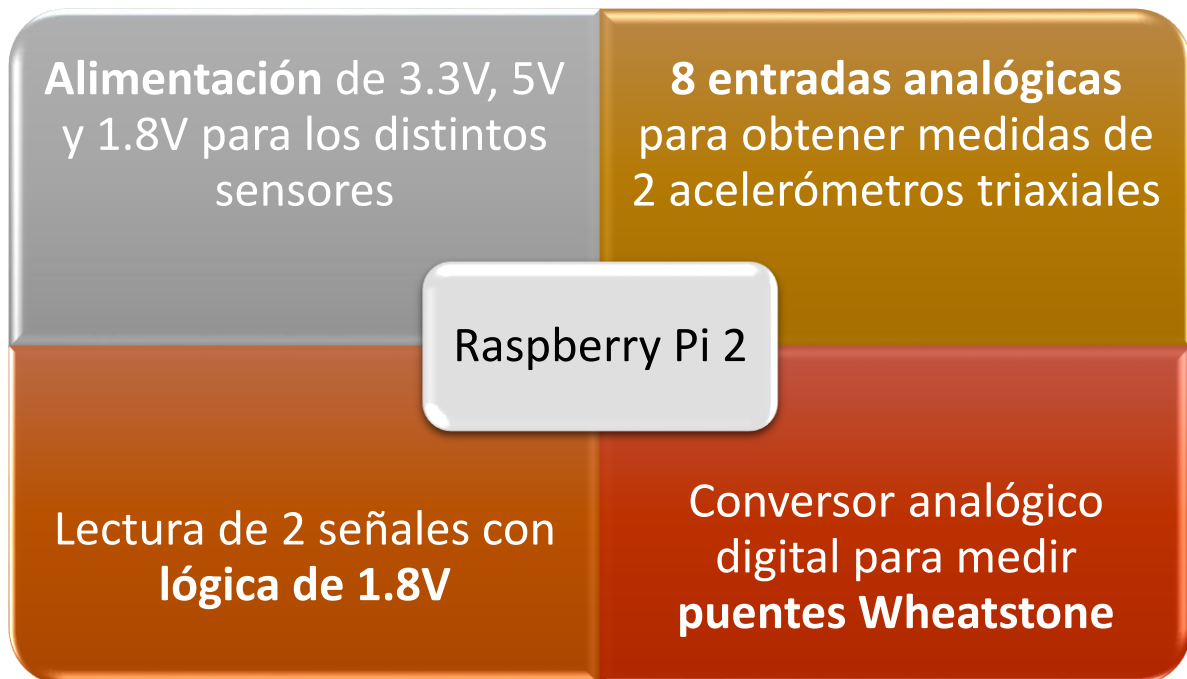 Alimentación de 3.3V, 5V
y 1.8V para los distintos
sensores
8 entradas analógicas
para obtener medidas de
2 acelerómetros triaxiales
Raspberry Pi 2
Lectura de 2 señales con
lógica de 1.8V
Conversor analógico
digital para medir
puentes Wheatstone